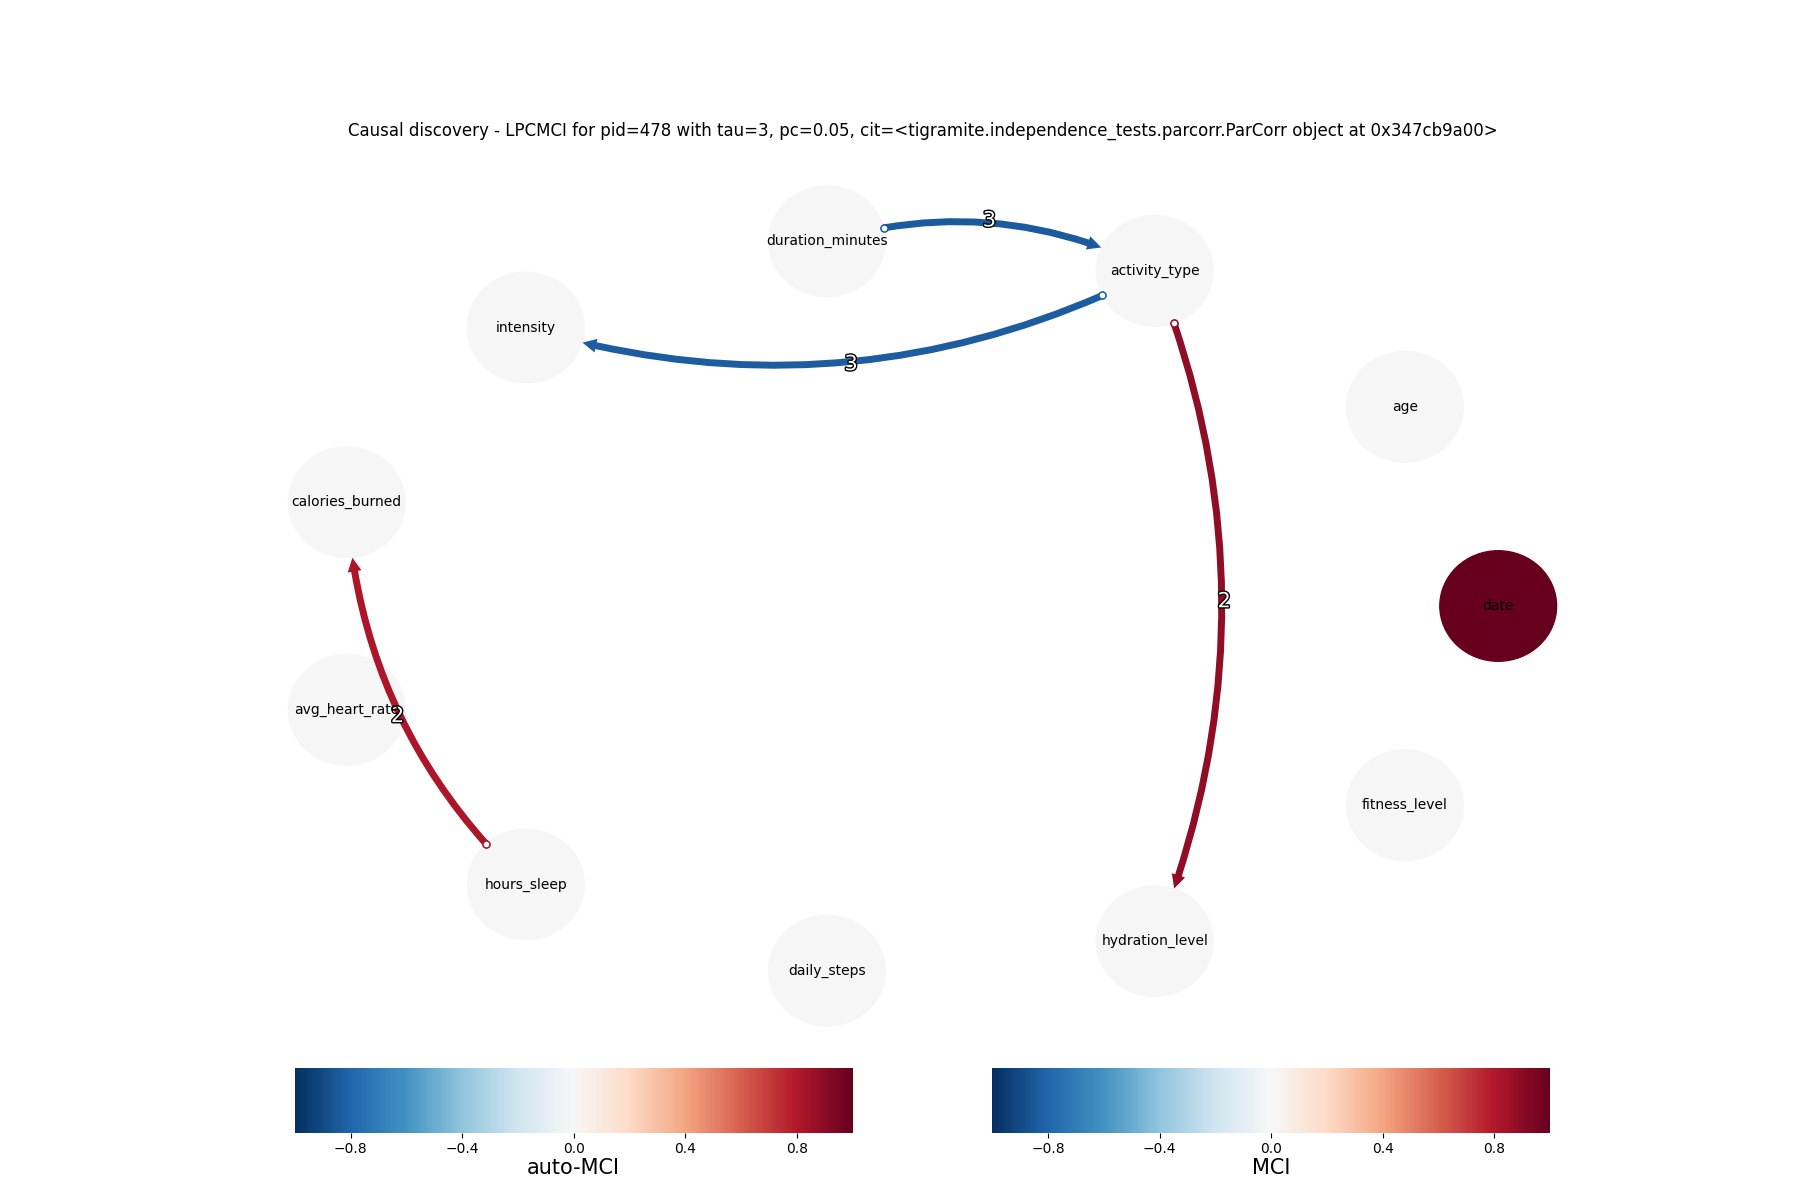 Causal discovery - LPCMCI for pid=478 with tau=3, pc=0.05, cit=<tigramite.independence_tests.parcorr.ParCorr object at 0x347cb9a00>
3
duration_minutes
activity_type
intensity
3
age
calories_burned
2
date
avg_heart_rate
2
fitness_level
hours_sleep
hydration_level
daily_steps
−0.8 −0.4 0.0 0.4 0.8
auto-MCI
−0.8 −0.4 0.0 0.4 0.8
MCI